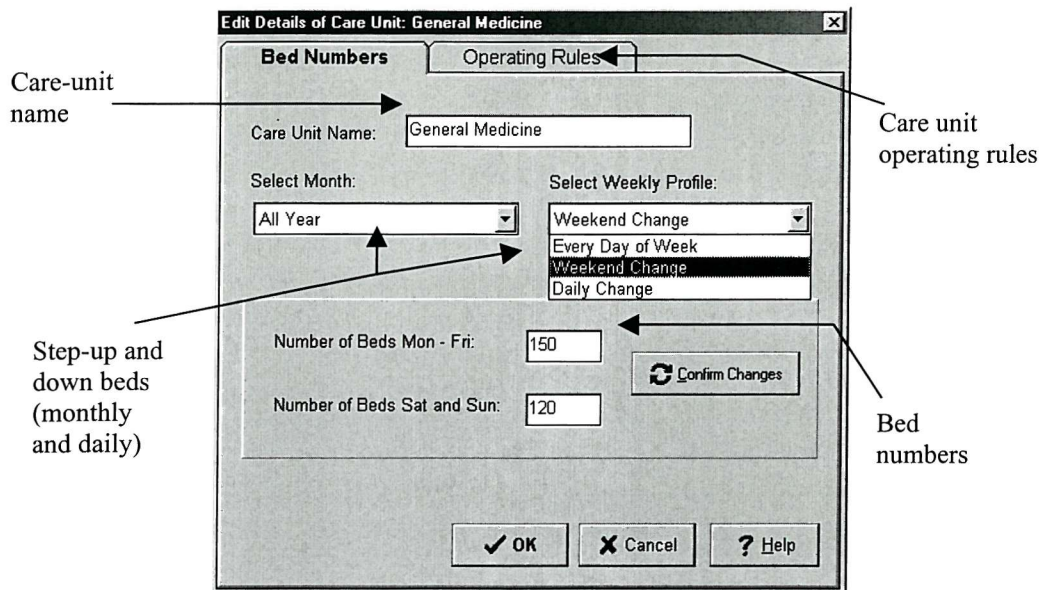 Edit Details of Care Unit: General Medicine
Bed Numbers
Operating Rules
Care-unit
name
Care Unit Name:
General Medicine
Care unit
operating rules
Select Month:
Select Weekly Profile:
All Year
Weekend Change
Every Day of Week
Weekend Change
Daily Change
Step-up and
down beds
(monthly
and daily)
Number of Beds Mon - Fri:
150
Confirm Changes
Number of Beds Sat and Sun:
120
Bed
numbers
OK
Cancel
? Help